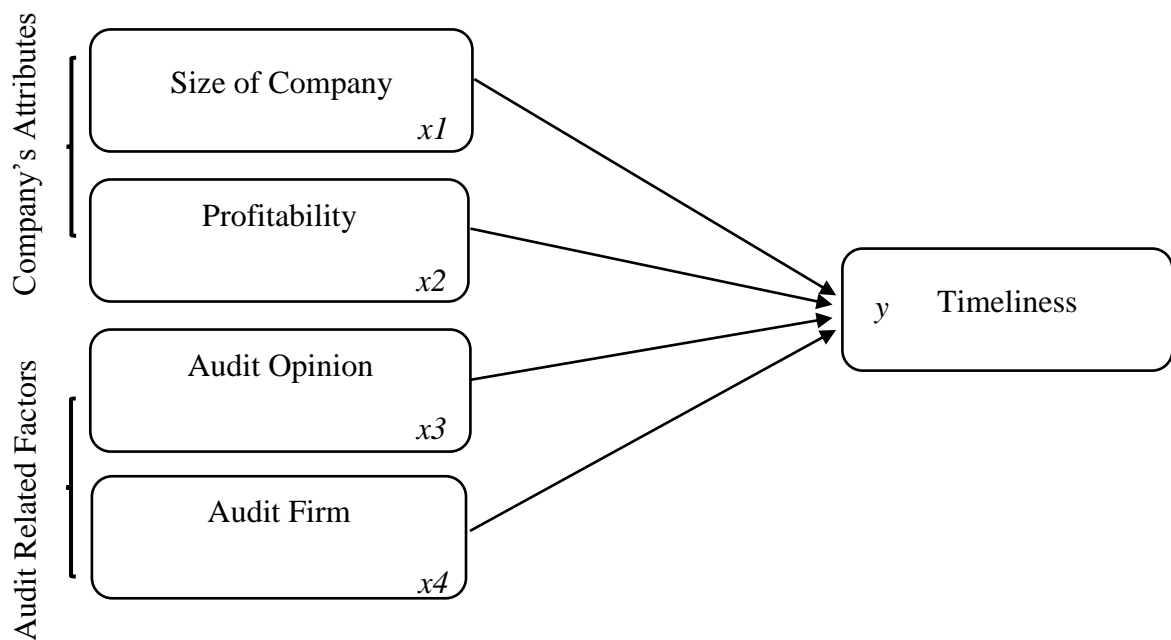 Company’s Attributes
Size of Company
x1
Profitability
x2
Audit Related Factors
Audit Opinion
x3
Audit Firm
x4
y Timeliness